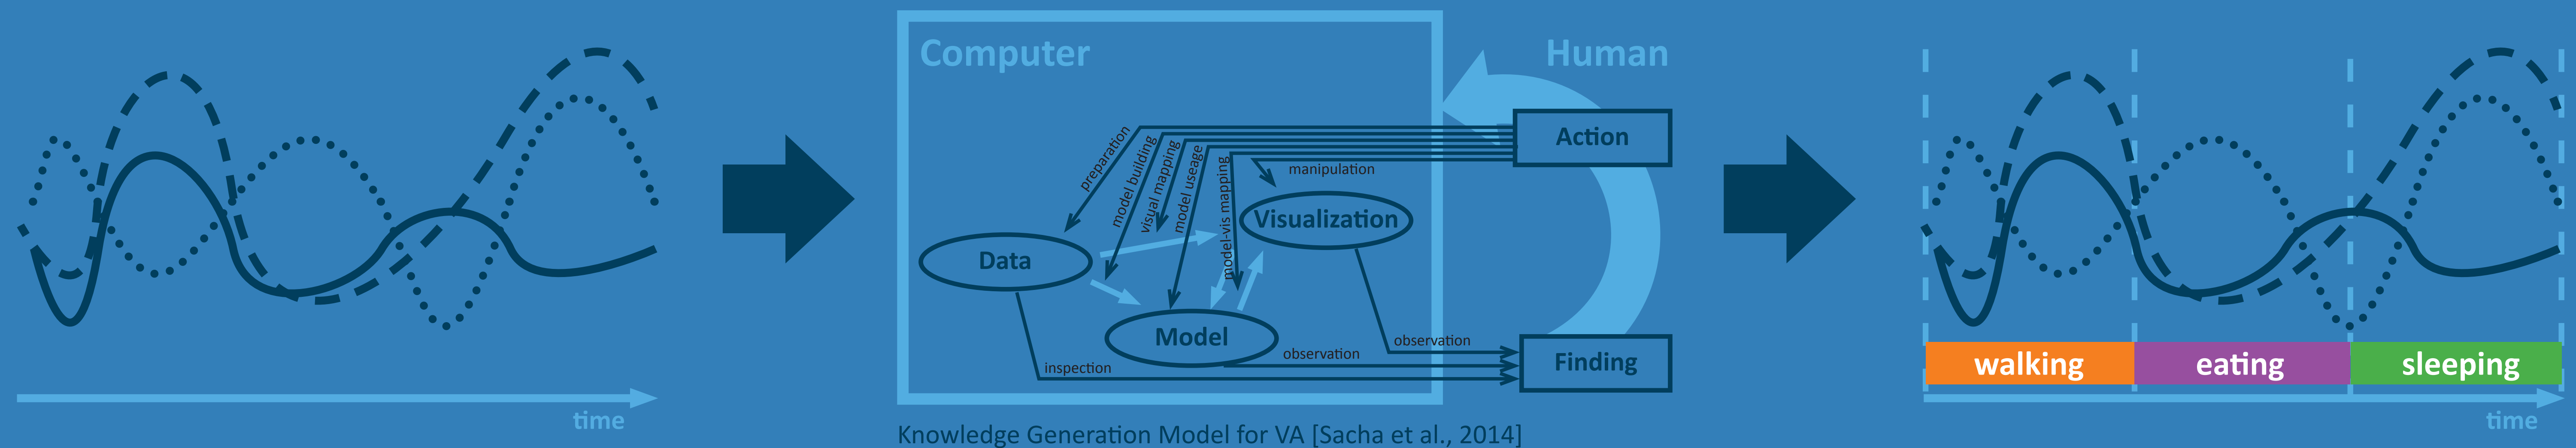 time
Computer
Human
Action
preparation
model building
visual mapping
model useage
model-vis mapping
manipulation
Visualization
Data
Model
observation
observation
inspection
Finding
Knowledge Generation Model for VA [Sacha et al., 2014]
walking
eating
sleeping
time